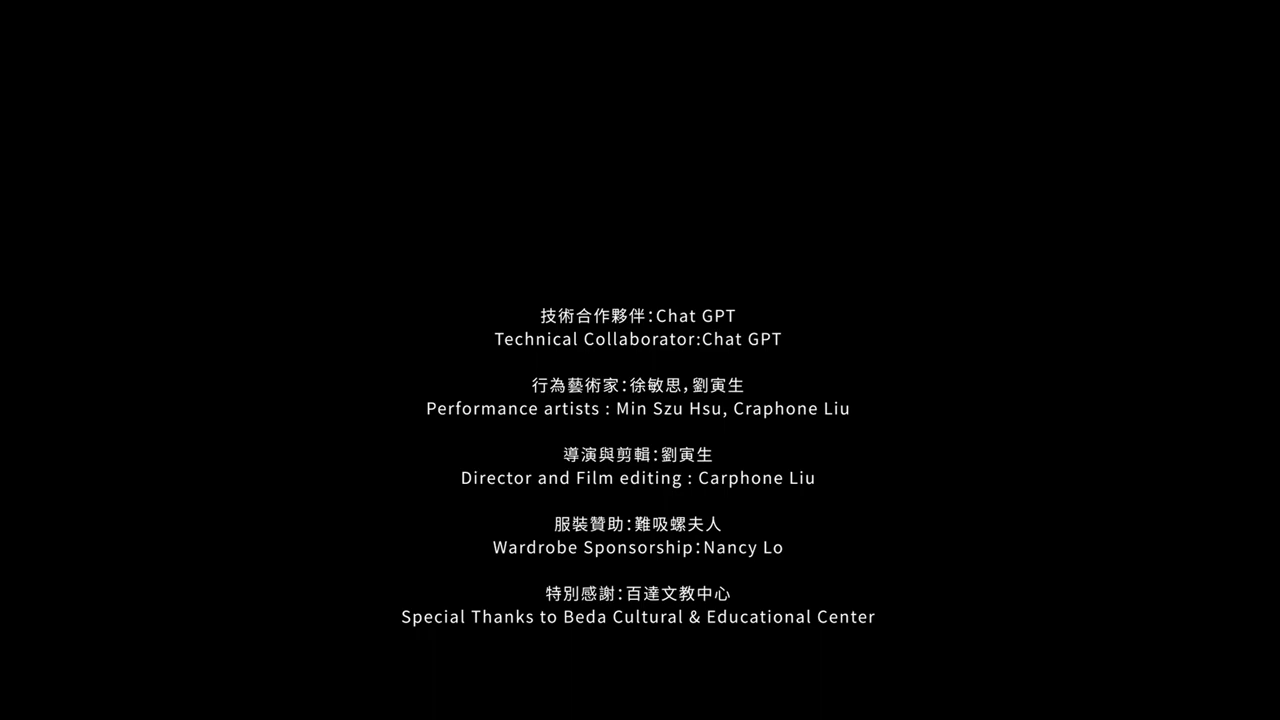 技術合作夥伴：Chat GPT
Technical Collaborator:Chat GPT
行為藝術家：徐敏思，劉寅生
Performance artists : Min Szu Hsu, Craphone Liu
導演與剪輯：劉寅生
Director and Film editing : Carphone Liu
服裝贊助：難吸螺夫人
Wardrobe Sponsorship：Nancy Lo
特別感謝：百達文教中心
Special Thanks to Beda Cultural & Educational Center